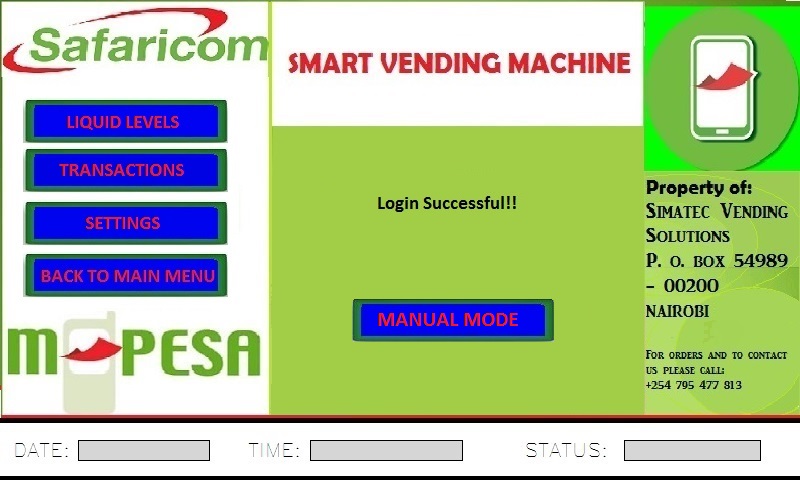 Safaricom
SMART VENDING MACHINE
LIQUID LEVELS
TRANSACTIONS
SETTINGS
BACK TO MAIN MENU
M PESA
Login Successful!!
MANUAL MODE
Property of:
Simatec Vending
Solutions
P. o. box 54989
- 00200
NAIROBI
For orders and to contact
us, please call:
+254 795 477 813
DATE:
TIME:
STATUS: